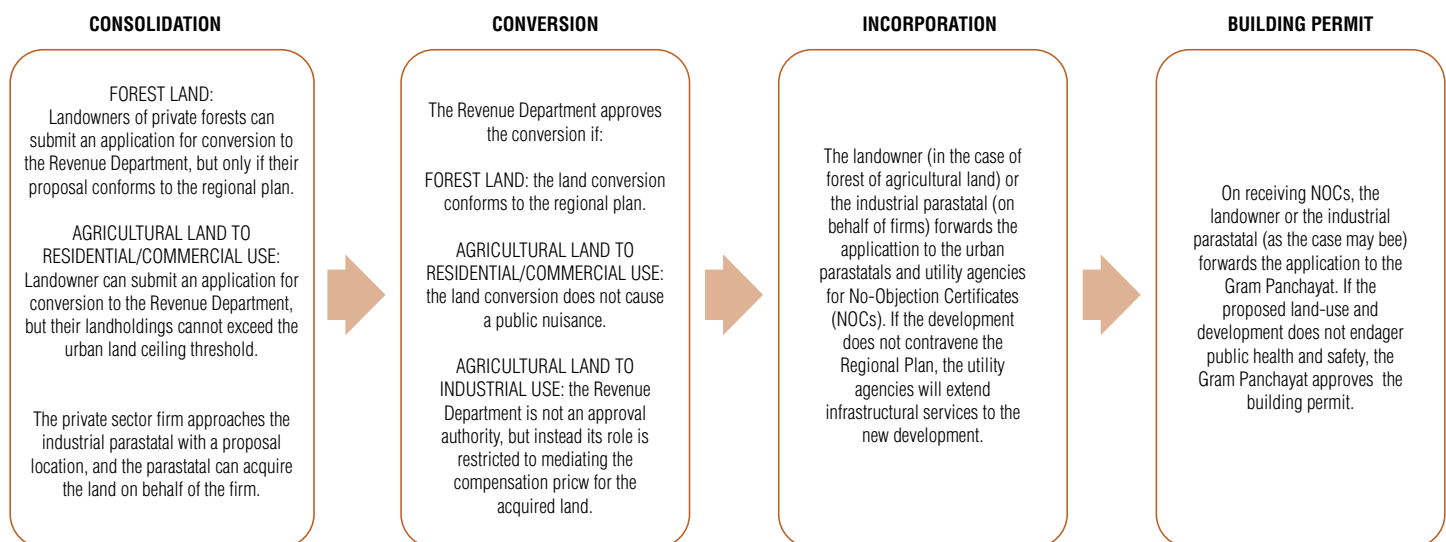 CONSOLIDATION
FOREST LAND:
Landowners of private forests can
submit an application for conversion to
the Revenue Department, but only if their
proposal conforms to the regional plan.
AGRICULTURAL LAND TO
RESIDENTIAL/COMMERCIAL USE:
Landowner can submit an application for
conversion to the Revenue Department,
but their landholdings cannot exceed the
urban land ceiling threshold.
The private sector firm approaches the
industrial parastatal with a proposal
location, and the parastatal can acquire
the land on behalf of the firm.
CONVERSION
The Revenue Department approves
the conversion if:
FOREST LAND: the land conversion
conforms to the regional plan.
AGRICULTURAL LAND TO
RESIDENTIAL/COMMERCIAL USE:
the land conversion does not cause
a public nuisance.
AGRICULTURAL LAND TO
INDUSTRIAL USE: the Revenue
Department is not an approval
authority, but instead its role is
restricted to mediating the
compensation pricw for the
acquired land.
INCORPORATION
The landowner (in the case of
forest of agricultural land) or
the industrial parastatal (on
behalf of firms) forwards the
applicattion to the urban
parastatals and utility agencies
for No-Objection Certificates
(NOCs). If the development
does not contravene the
Regional Plan, the utility
agencies will extend
infrastructural services to the
new development.
BUILDING PERMIT
On receiving NOCs, the
landowner or the industrial
parastatal (as the case may bee)
forwards the application to the
Gram Panchayat. If the
proposed land-use and
development does not endager
public health and safety, the
Gram Panchayat approves the
building permit.